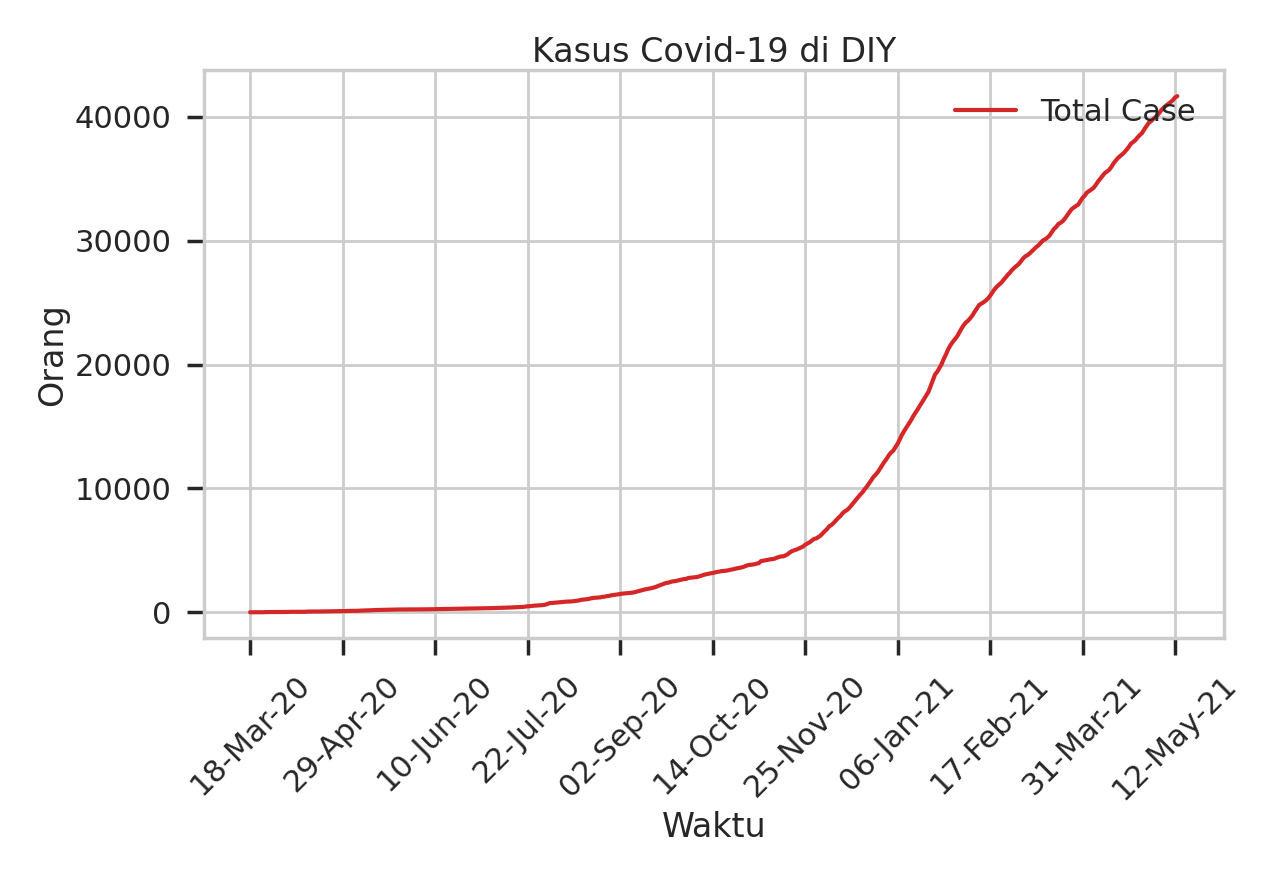 Kasus Covid-19 di DIY
Total Case
40000
30000
20000
10000
0
Orang
18-Mar-20
29-Apr-20
10-Jun-20
22-Jul-20
02-Sep-20
14-Oct-20
25-Nov-20
06-Jan-21
17-Feb-21
31-Mar-21
12-May-21
Waktu